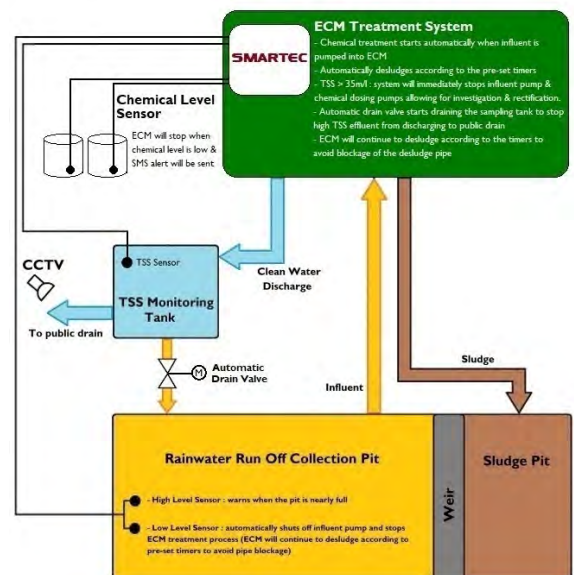 ECM Treatment System
- Chemical treatment starts automatically when influent is
pumped into ECM
- Automatically desludges according to the pre-set timers
- TSS > 35m/l : system will immediately stops influent pump &
chemical dosing pumps allowing for investigation & rectification.
- Automatic drain valve starts draining the sampling tank to stop
high TSS effluent from discharging to public drain
- ECM will continue to desludge according to the timers to
avoid blockage of the desludge pipe
SMARTEC
Chemical Level
Sensor
ECM will stop when
chemical level is low &
SMS alert will be sent
CCTV
TSS Sensor
TSS Monitoring
Tank
To public drain
Clean Water
Discharge
M
Automatic
Drain Valve
Influent
Sludge
Rainwater Run Off Collection Pit
- High Level Sensor : warns when the pit is nearly full
- Low Level Sensor : automatically shuts off influent pump and stops
ECM treatment process (ECM will continue to desludge according to
pre-set timers to avoid pipe blockage)
Weir
Sludge Pit